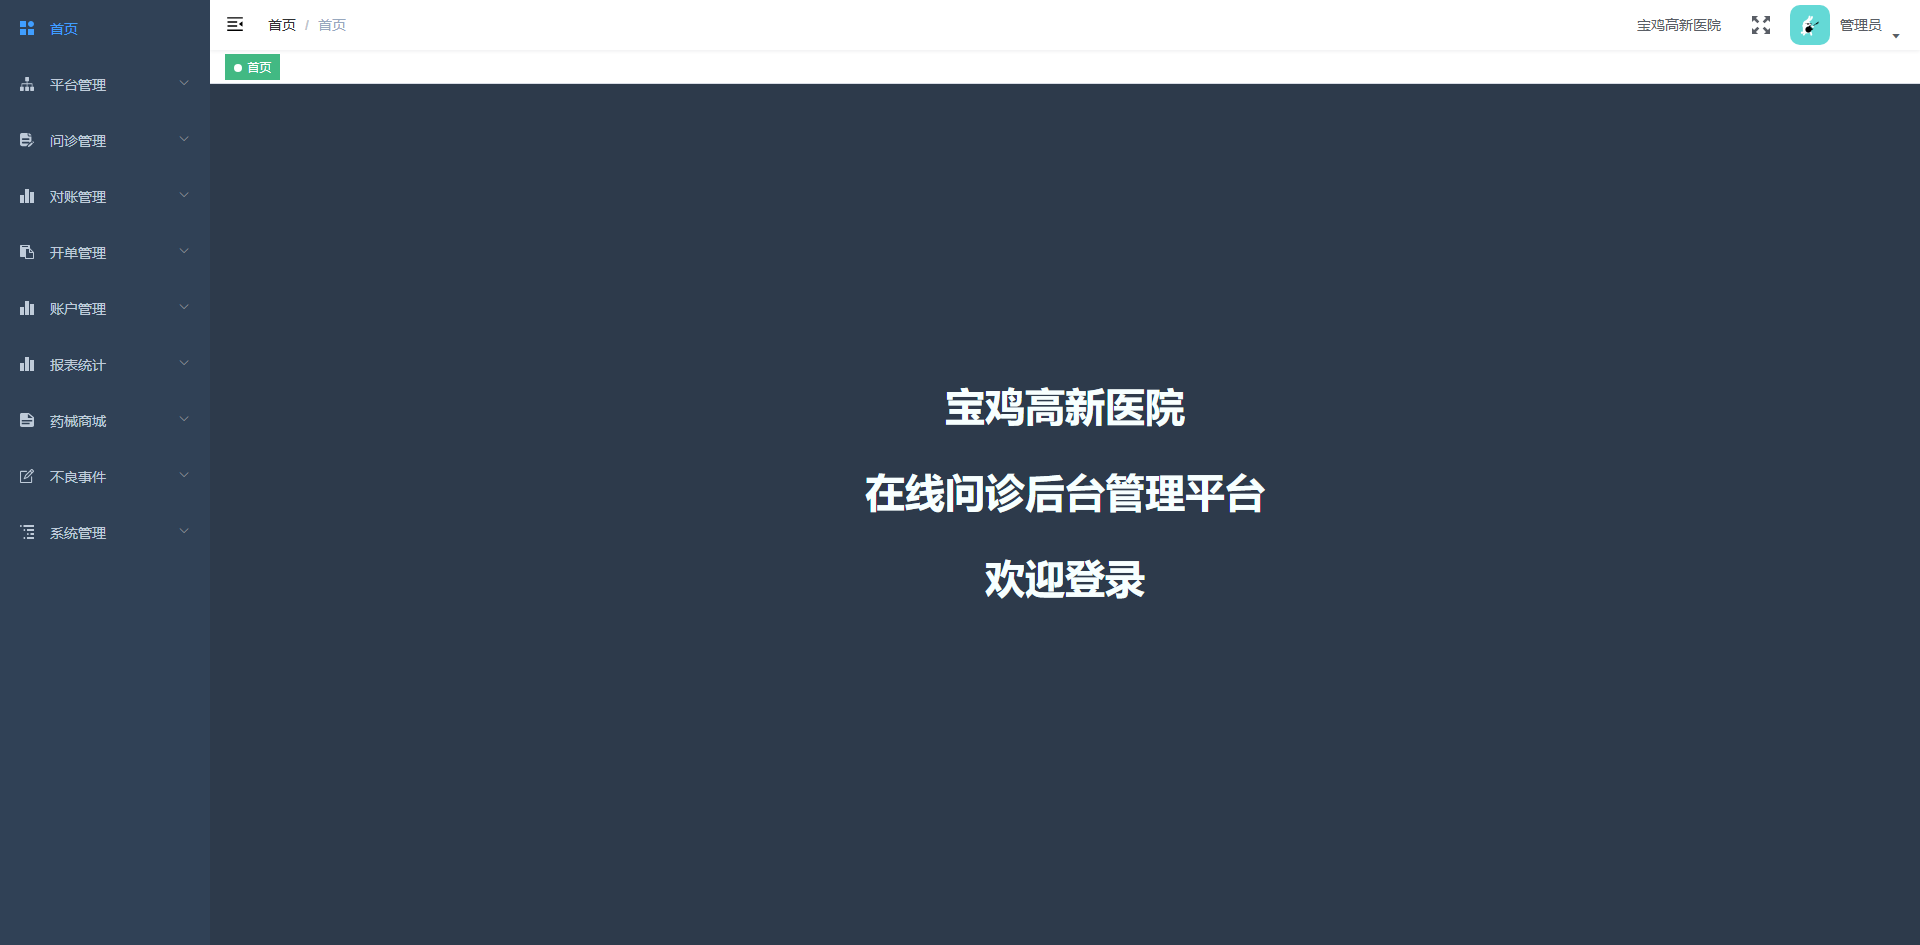 首页
平台管理
问诊管理
对账管理
开单管理
账户管理
报表统计
药械商城
不良事件
系统管理
首页 / 首页
宝鸡高新医院
管理员
首页
宝鸡高新医院
在线问诊后台管理平台
欢迎登录